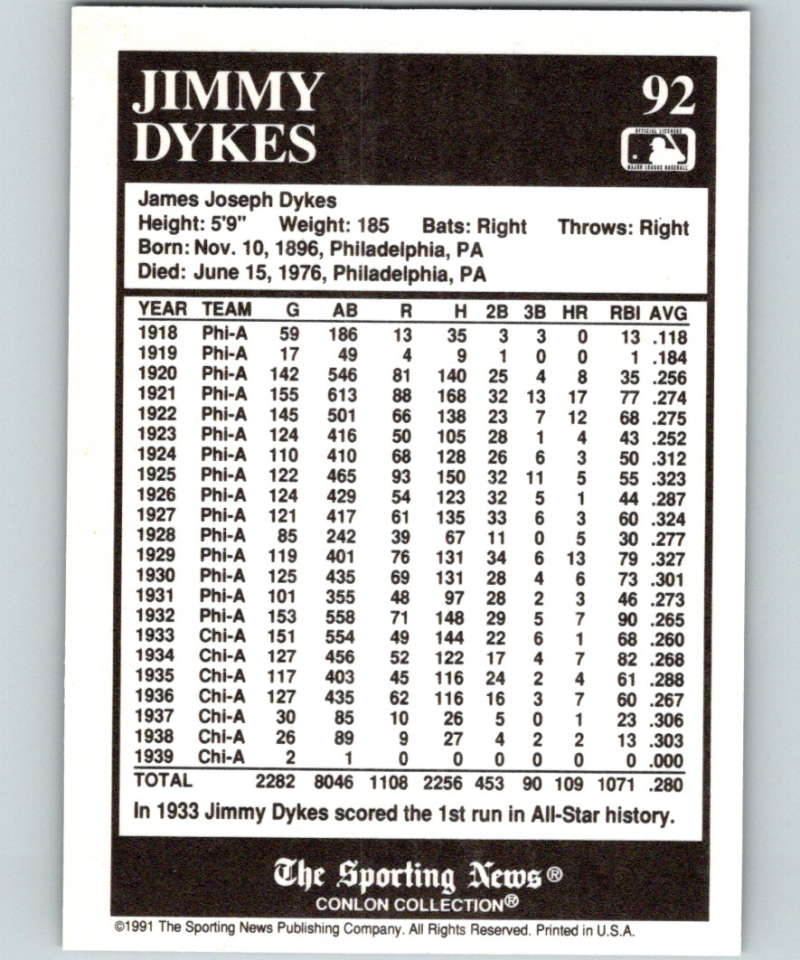 JIMMY
DYKES
92
OFFICIAL LICENSEE
MAJOR LEAGUE BASEBALL
James Joseph Dykes
Height: 5'9" Weight: 185 Bats: Right Throws: Right
Born: Nov. 10, 1896, Philadelphia, PA
Died: June 15, 1976, Philadelphia, PA
YEAR TEAM G AB R H 2B 3B HR RBI AVG
1918 Phi-A 59 186 13 35 3 3 0 13 .118
1919 Phi-A 17 49 4 9 1 0 0 1 .184
1920 Phi-A 142 546 81 140 25 4 8 35 .256
1921 Phi-A 155 613 88 168 32 13 17 77 .274
1922 Phi-A 145 501 66 138 23 7 12 68 .275
1923 Phi-A 124 416 50 105 28 1 4 43 .252
1924 Phi-A 110 410 68 128 26 6 3 50 .312
1925 Phi-A 122 465 93 150 32 11 5 55 .323
1926 Phi-A 124 429 54 123 32 5 1 44 .287
1927 Phi-A 121 417 61 135 33 6 3 60 .324
1928 Phi-A 85 242 39 67 11 0 5 30 .277
1929 Phi-A 119 401 76 131 34 6 13 79 .327
1930 Phi-A 125 435 69 131 28 4 6 73 .301
1931 Phi-A 101 355 48 97 28 2 3 46 .273
1932 Phi-A 153 558 71 148 29 5 7 90 .265
1933 Chi-A 151 554 49 144 22 6 1 68 .260
1934 Chi-A 127 456 52 122 17 4 7 82 .268
1935 Chi-A 117 403 45 116 24 2 4 61 .288
1936 Chi-A 127 435 62 116 16 3 7 60 .267
1937 Chi-A 30 85 10 26 5 0 1 23 .306
1938 Chi-A 26 89 9 27 4 2 2 13 .303
1939 Chi-A 2 1 0 0 0 0 0 0 .000
TOTAL 2282 8046 1108 2256 453 90 109 1071 .280
In 1933 Jimmy Dykes scored the 1st run in All-Star history.
The Sporting News®
CONLON COLLECTION®
©1991 The Sporting News Publishing Company. All Rights Reserved. Printed in U.S.A.